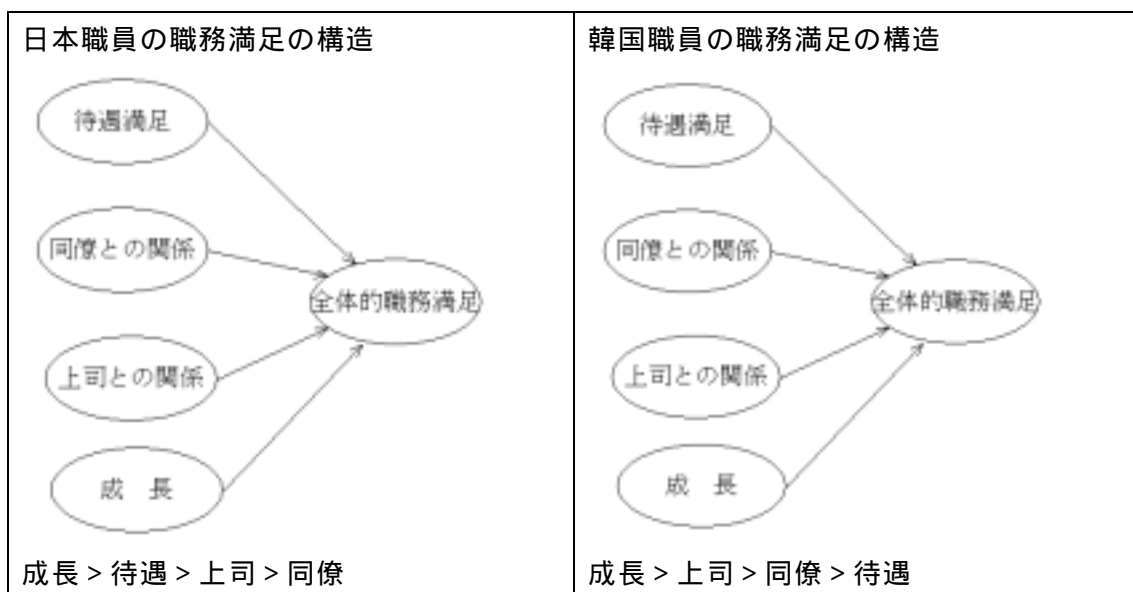 日本職員の職務満足の構造
待遇満足
同僚との関係
全体的職務満足
上司との関係
成 長
成長 > 待遇 > 上司 > 同僚
韓国職員の職務満足の構造
待遇満足
同僚との関係
全体的職務満足
上司との関係
成 長
成長 > 上司 > 同僚 > 待遇